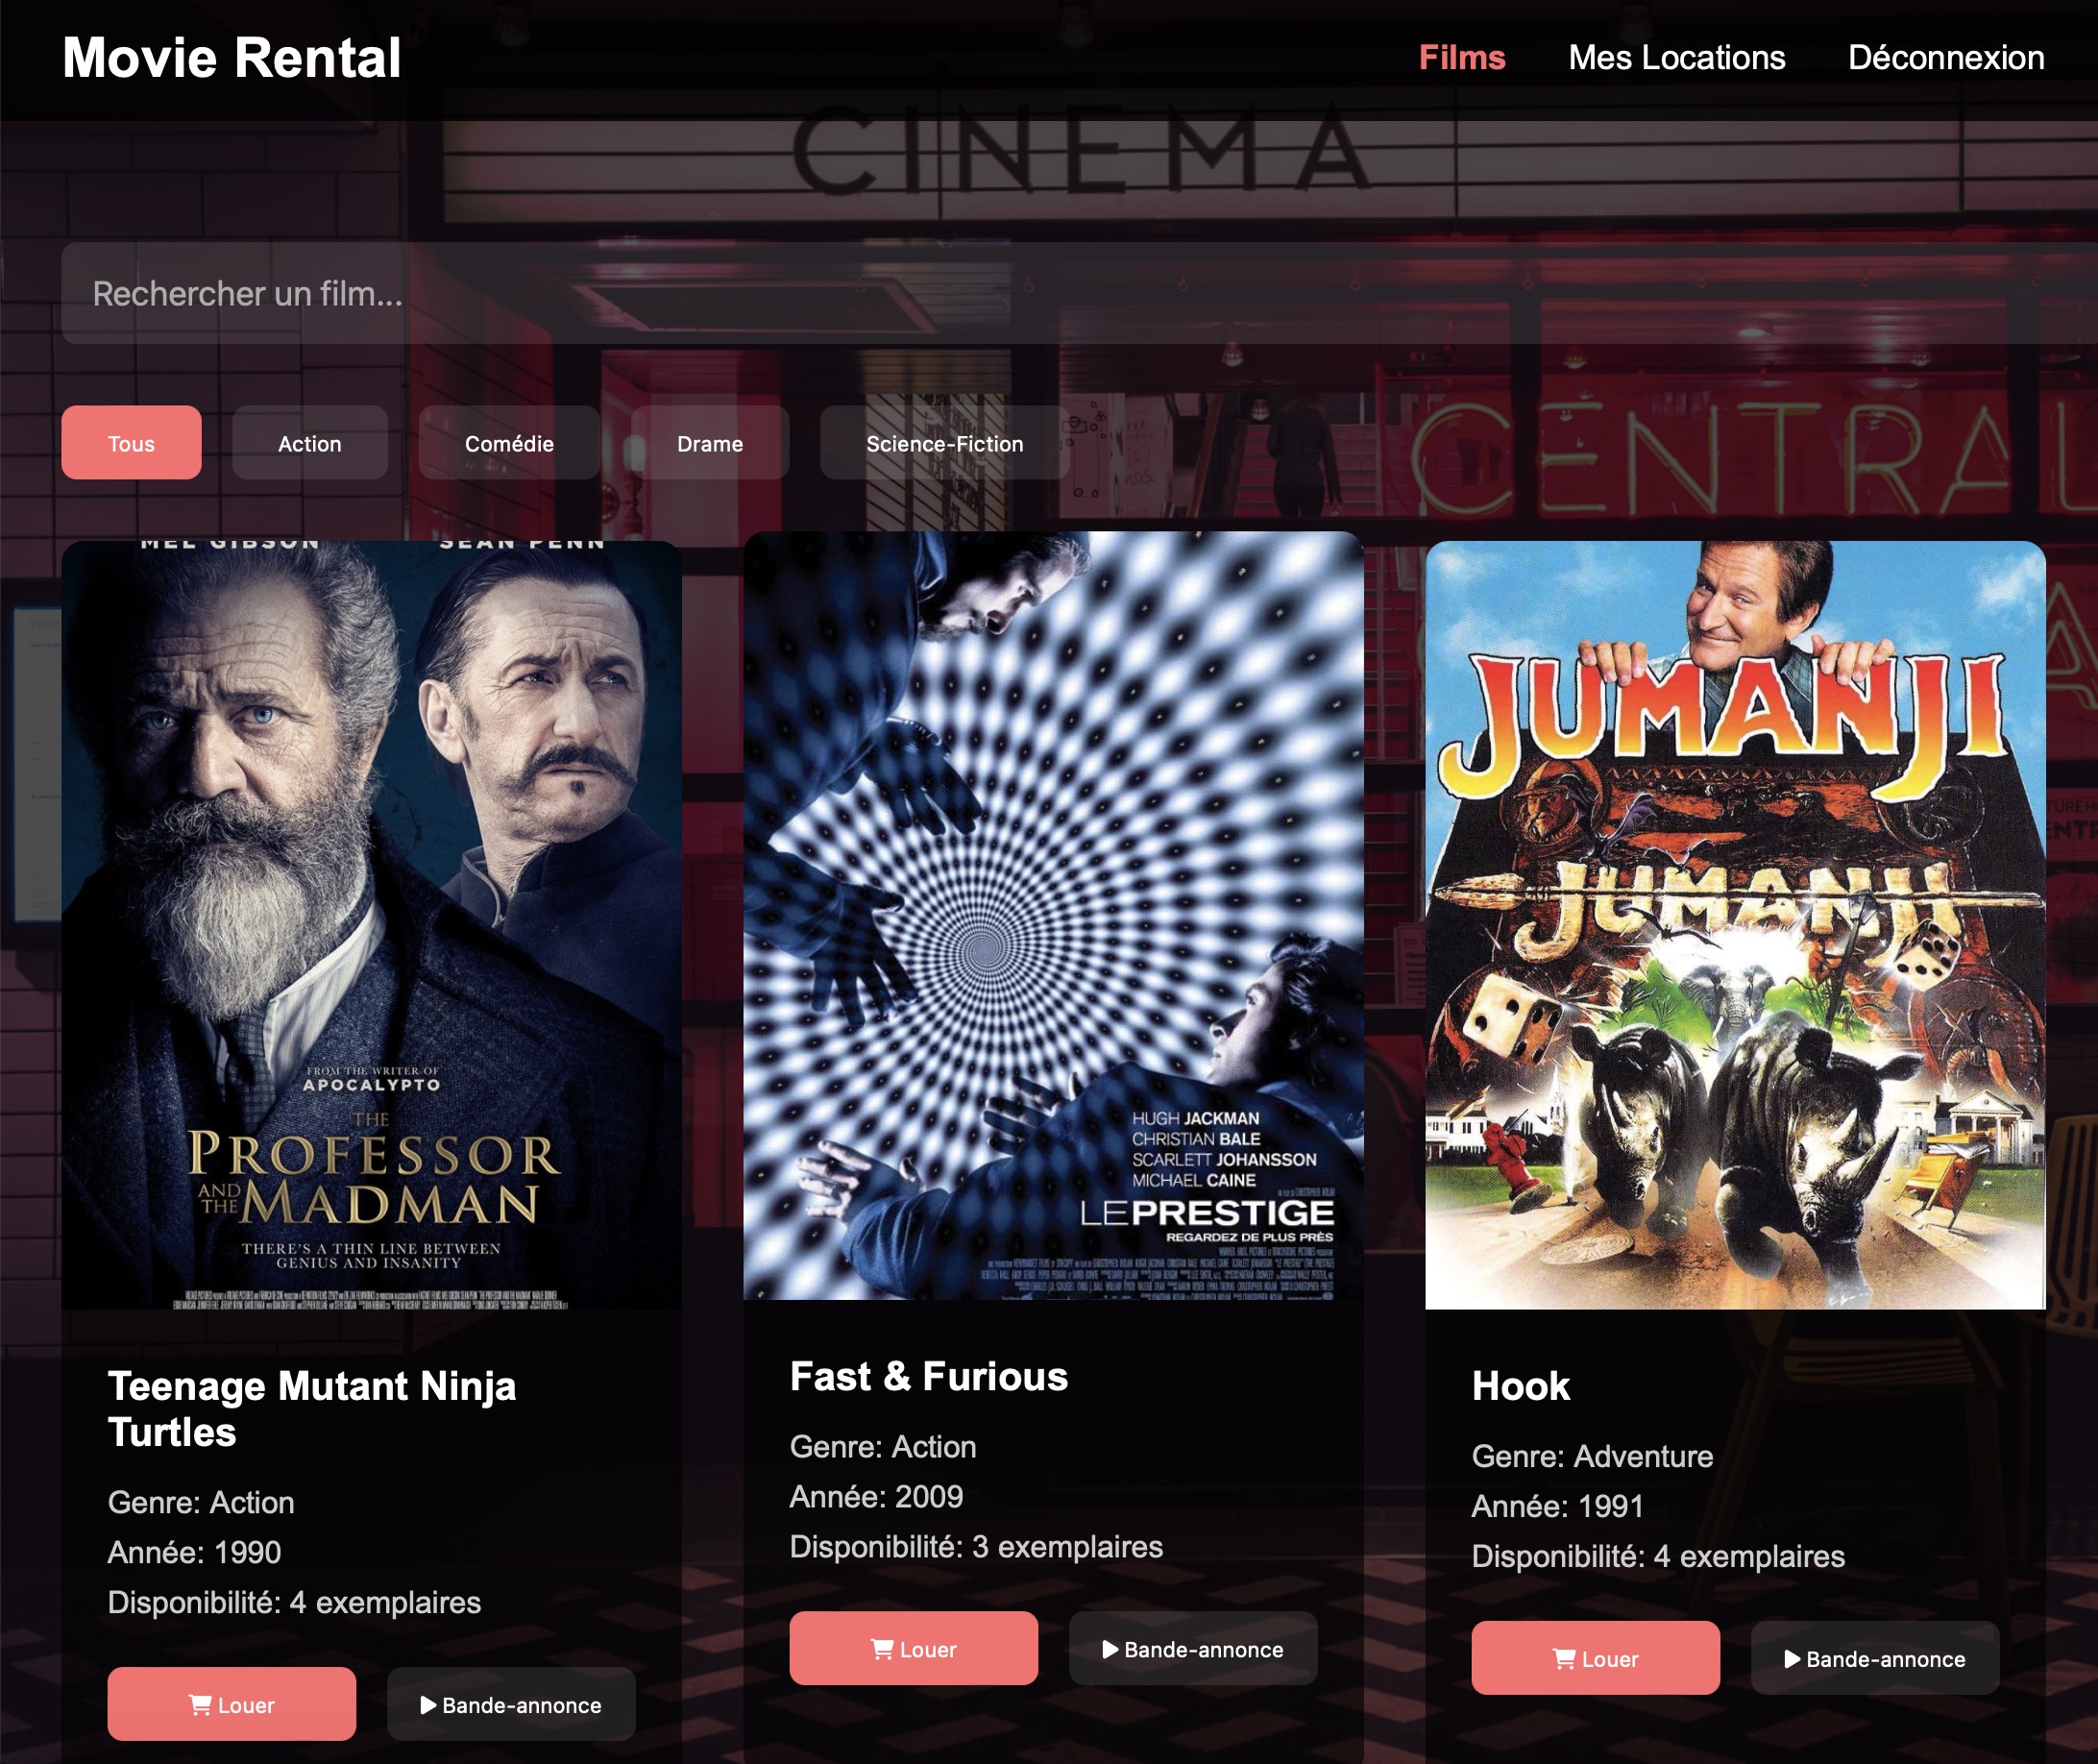 Movie Rental
Films
Mes Locations
Déconnexion
CINEMA
Rechercher un film...
Tous
Action
Comédie
Drame
Science-Fiction
CENTRAL
MEL GIBSON
SEAN PENN
FROM THE WRITER OF
APOCALYPTO
THE
PROFESSOR
AND THE MADMAN
THERE'S A THIN LINE BETWEEN
GENIUS AND INSANITY
Teenage Mutant Ninja
Turtles
Genre: Action
Année: 1990
Disponibilité: 4 exemplaires
Louer
Bande-annonce
HUGH JACKMAN
CHRISTIAN BALE
SCARLETT JOHANSSON
MICHAEL CAINE
LE PRESTIGE
REGARDEZ DE PLUS PRÈS
Fast & Furious
Genre: Action
Année: 2009
Disponibilité: 3 exemplaires
Louer
Bande-annonce
JUMANJI
JUMANJI
Hook
Genre: Adventure
Année: 1991
Disponibilité: 4 exemplaires
Louer
Bande-annonce